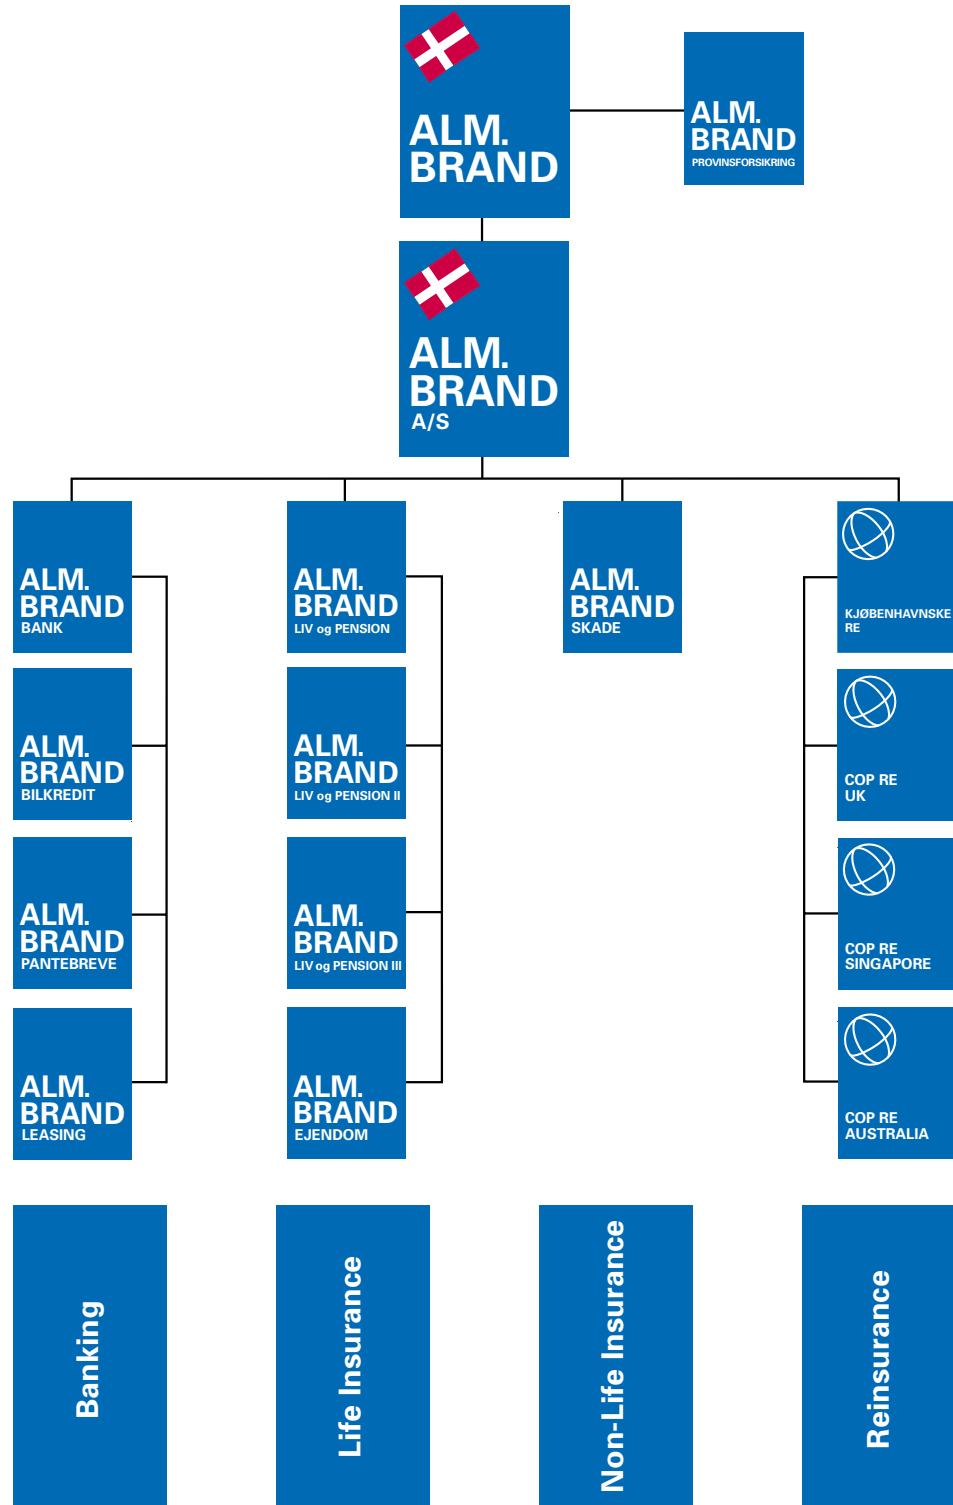 ALM.
BRAND
ALM.
BRAND
PROVINSFORSIKRING
ALM.
BRAND
A/S
ALM.
BRAND
BANK
ALM.
BRAND
BILKREDIT
ALM.
BRAND
PANTEBREVE
ALM.
BRAND
LEASING
ALM.
BRAND
LIV og PENSION
ALM.
BRAND
LIV og PENSION II
ALM.
BRAND
LIV og PENSION III
ALM.
BRAND
EJENDOM
ALM.
BRAND
SKADE
KJØBENHAVNSKE
RE
COP RE
UK
COP RE
SINGAPORE
COP RE
AUSTRALIA
Banking
Life Insurance
Non-Life Insurance
Reinsurance